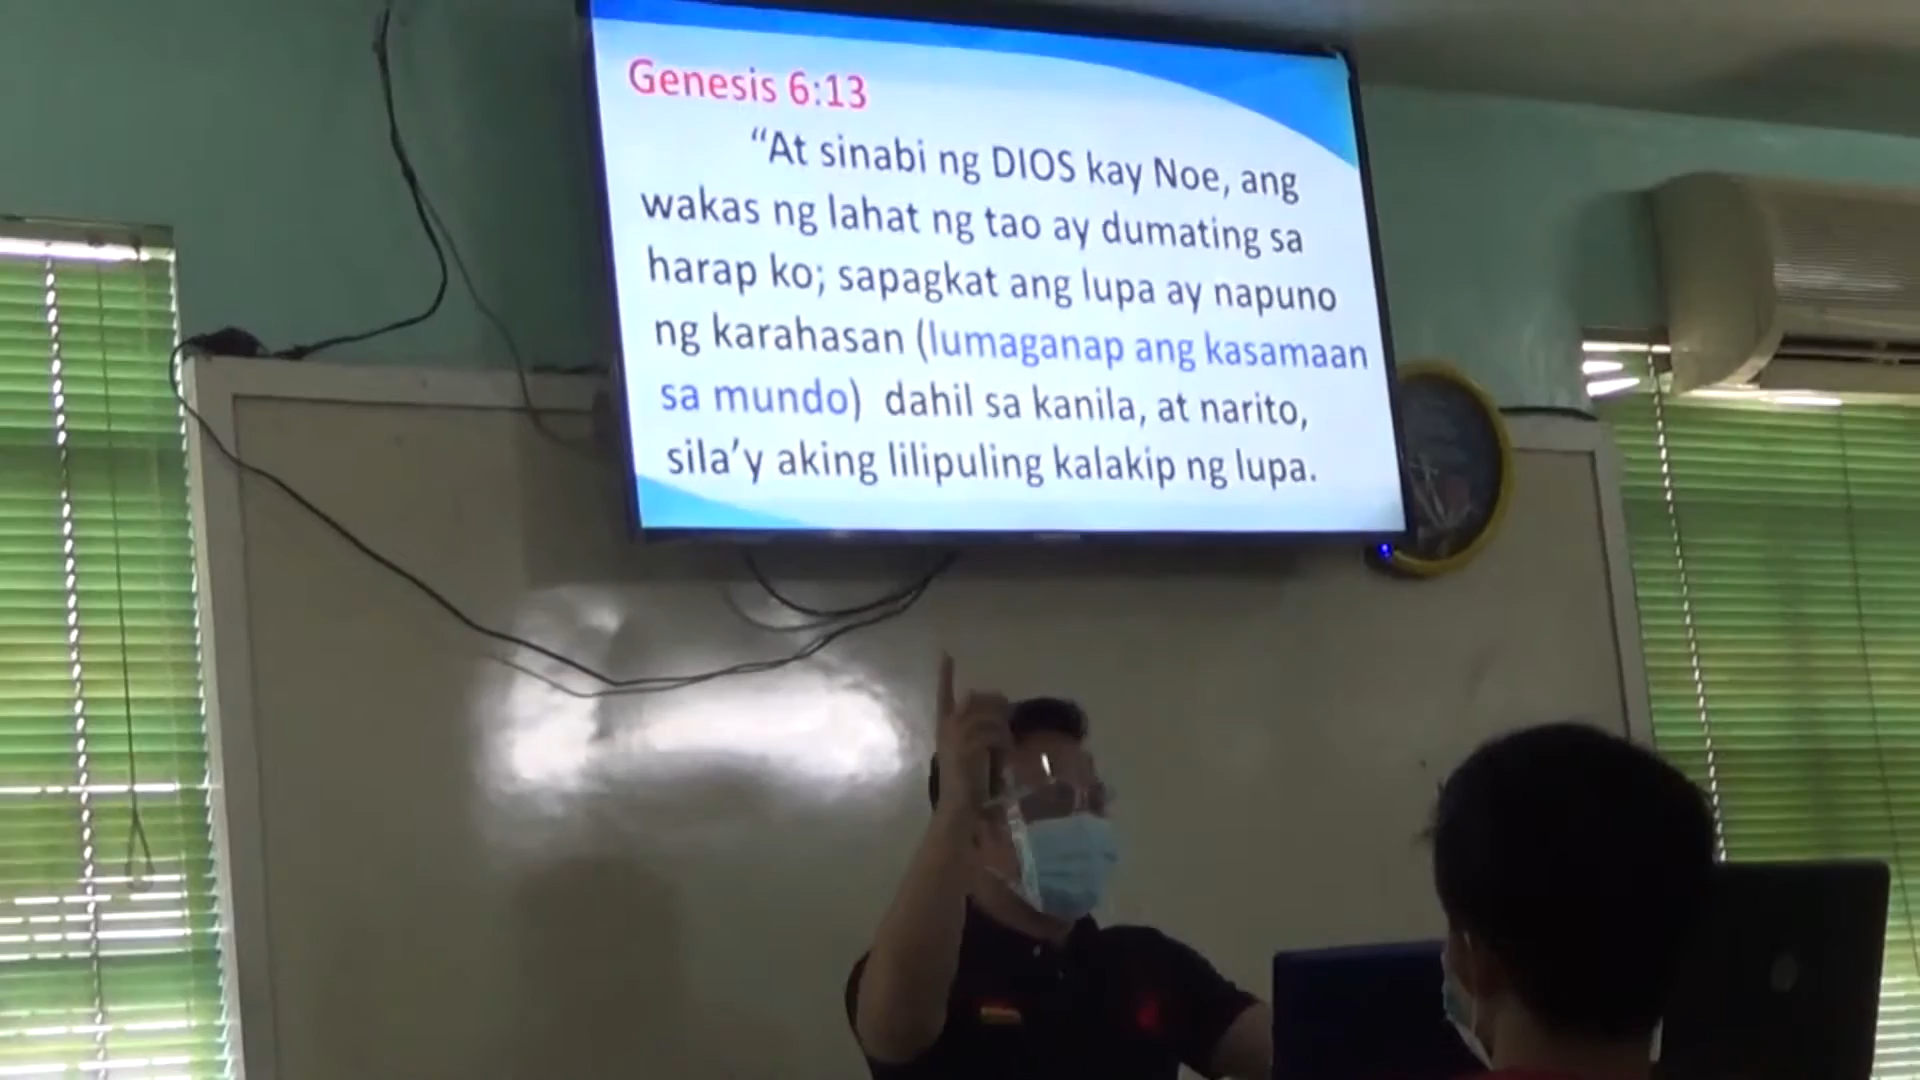 Genesis 6:13
“At sinabi ng DIOS kay Noe, ang
wakas ng lahat ng tao ay dumating sa
harap ko; sapagkat ang lupa ay napuno
ng karahasan (lumaganap ang kasamaan
sa mundo) dahil sa kanila, at narito,
sila’y aking lilipuling kalakip ng lupa.